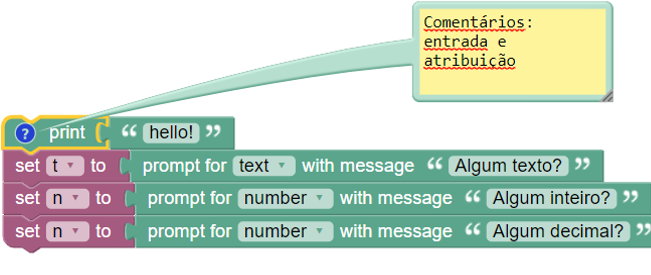 Comentários:
entrada e
atribuição
? print “ hello! ”
set t to prompt for text with message “ Algum texto? ”
set n to prompt for number with message “ Algum inteiro? ”
set n to prompt for number with message “ Algum decimal? ”